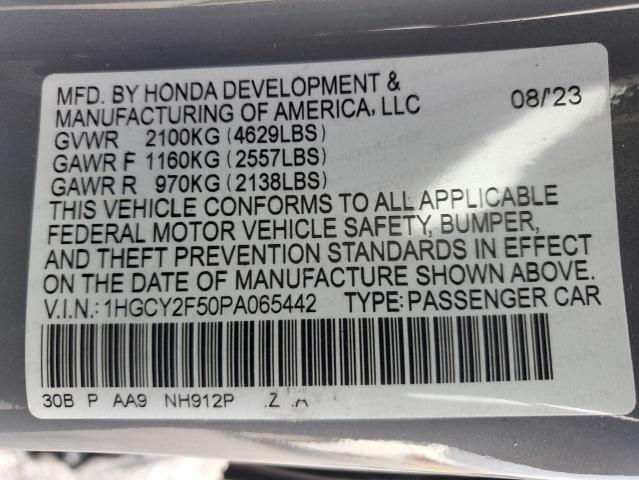 MFD. BY HONDA DEVELOPMENT &
MANUFACTURING OF AMERICA, LLC 08/23
GVWR 2100KG (4629LBS)
GAWR F 1160KG (2557LBS)
GAWR R 970KG (2138LBS)
THIS VEHICLE CONFORMS TO ALL APPLICABLE
FEDERAL MOTOR VEHICLE SAFETY, BUMPER,
AND THEFT PREVENTION STANDARDS IN EFFECT
ON THE DATE OF MANUFACTURE SHOWN ABOVE.
V.I.N.: 1HGCY2F50PA065442 TYPE: PASSENGER CAR
30B P AA9 NH912P Z A